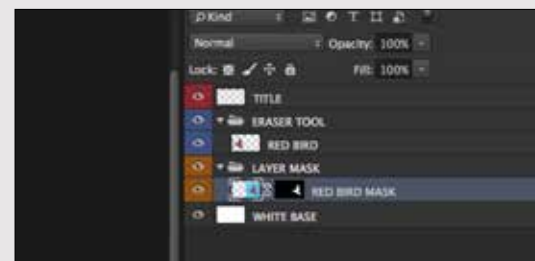 Kind T
Normal Opacity: 100%
Lock: Fill: 100%
TITLE
ERASER TOOL
RED BIRD
LAYER MASK
RED BIRD MASK
WHITE BASE